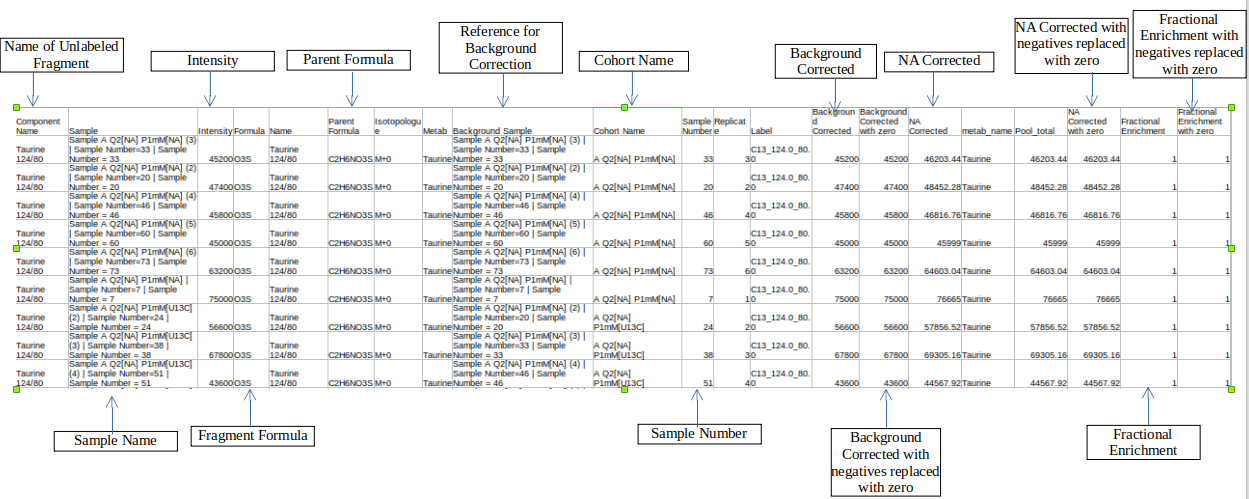 Name of Unlabeled
Fragment
Intensity
Parent Formula
Reference for
Background
Correction
Cohort Name
Background
Corrected
NA Corrected
NA Corrected with
negatives replaced
with zero
Fractional
Enrichment with
negatives replaced
with zero
Component Name Sample Intensity Formula Name Parent Formula Isotopologue Metab Background Sample Cohort Name Sample Number Replicate Label Background Corrected Background Corrected with zero NA Corrected metab_name Pool_total NA Corrected with zero Fractional Enrichment Fractional Enrichment with zero
Taurine 124/80 Sample A Q2[NA] P1mM[NA] (3) | Sample Number=33 | Sample Number = 33 45200 O3S Taurine 124/80 C2H6NO3S M+0 Taurine Sample A Q2[NA] P1mM[NA] (3) | Sample Number=33 | Sample Number = 33 A Q2[NA] P1mM[NA] 33 3 C13_124.0_80.0 45200 45200 46203.44 Taurine 46203.44 46203.44 1 1
Taurine 124/80 Sample A Q2[NA] P1mM[NA] (2) | Sample Number=20 | Sample Number = 20 47400 O3S Taurine 124/80 C2H6NO3S M+0 Taurine Sample A Q2[NA] P1mM[NA] (2) | Sample Number=20 | Sample Number = 20 A Q2[NA] P1mM[NA] 20 2 C13_124.0_80.0 47400 47400 48452.28 Taurine 48452.28 48452.28 1 1
Taurine 124/80 Sample A Q2[NA] P1mM[NA] (4) | Sample Number=46 | Sample Number = 46 45800 O3S Taurine 124/80 C2H6NO3S M+0 Taurine Sample A Q2[NA] P1mM[NA] (4) | Sample Number=46 | Sample Number = 46 A Q2[NA] P1mM[NA] 46 4 C13_124.0_80.0 45800 45800 46816.76 Taurine 46816.76 46816.76 1 1
Taurine 124/80 Sample A Q2[NA] P1mM[NA] (5) | Sample Number=60 | Sample Number = 60 45000 O3S Taurine 124/80 C2H6NO3S M+0 Taurine Sample A Q2[NA] P1mM[NA] (5) | Sample Number=60 | Sample Number = 60 A Q2[NA] P1mM[NA] 60 5 C13_124.0_80.0 45000 45000 45999 Taurine 45999 45999 1 1
Taurine 124/80 Sample A Q2[NA] P1mM[NA] (6) | Sample Number=73 | Sample Number = 73 63200 O3S Taurine 124/80 C2H6NO3S M+0 Taurine Sample A Q2[NA] P1mM[NA] (6) | Sample Number=73 | Sample Number = 73 A Q2[NA] P1mM[NA] 73 6 C13_124.0_80.0 63200 63200 64603.04 Taurine 64603.04 64603.04 1 1
Taurine 124/80 Sample A Q2[NA] P1mM[NA] | Sample Number=7 | Sample Number = 7 75000 O3S Taurine 124/80 C2H6NO3S M+0 Taurine Sample A Q2[NA] P1mM[NA] | Sample Number=7 | Sample Number = 7 A Q2[NA] P1mM[NA] 7 1 C13_124.0_80.0 75000 75000 76665 Taurine 76665 76665 1 1
Taurine 124/80 Sample A Q2[NA] P1mM[U13C] (2) | Sample Number=24 | Sample Number = 24 56600 O3S Taurine 124/80 C2H6NO3S M+0 Taurine Sample A Q2[NA] P1mM[NA] (2) | Sample Number=20 | Sample Number = 20 A Q2[NA] P1mM[U13C] 24 2 C13_124.0_80.0 56600 56600 57856.52 Taurine 57856.52 57856.52 1 1
Taurine 124/80 Sample A Q2[NA] P1mM[U13C] (3) | Sample Number=38 | Sample Number = 38 67800 O3S Taurine 124/80 C2H6NO3S M+0 Taurine Sample A Q2[NA] P1mM[NA] (3) | Sample Number=33 | Sample Number = 33 A Q2[NA] P1mM[U13C] 38 3 C13_124.0_80.0 67800 67800 69305.16 Taurine 69305.16 69305.16 1 1
Taurine 124/80 Sample A Q2[NA] P1mM[U13C] (4) | Sample Number=51 | Sample Number = 51 43600 O3S Taurine 124/80 C2H6NO3S M+0 Taurine Sample A Q2[NA] P1mM[NA] (4) | Sample Number=46 | Sample Number = 46 A Q2[NA] P1mM[U13C] 51 4 C13_124.0_80.0 43600 43600 44567.92 Taurine 44567.92 44567.92 1 1
Sample Name
Fragment Formula
Sample Number
Background
Corrected with
negatives replaced
with zero
Fractional
Enrichment